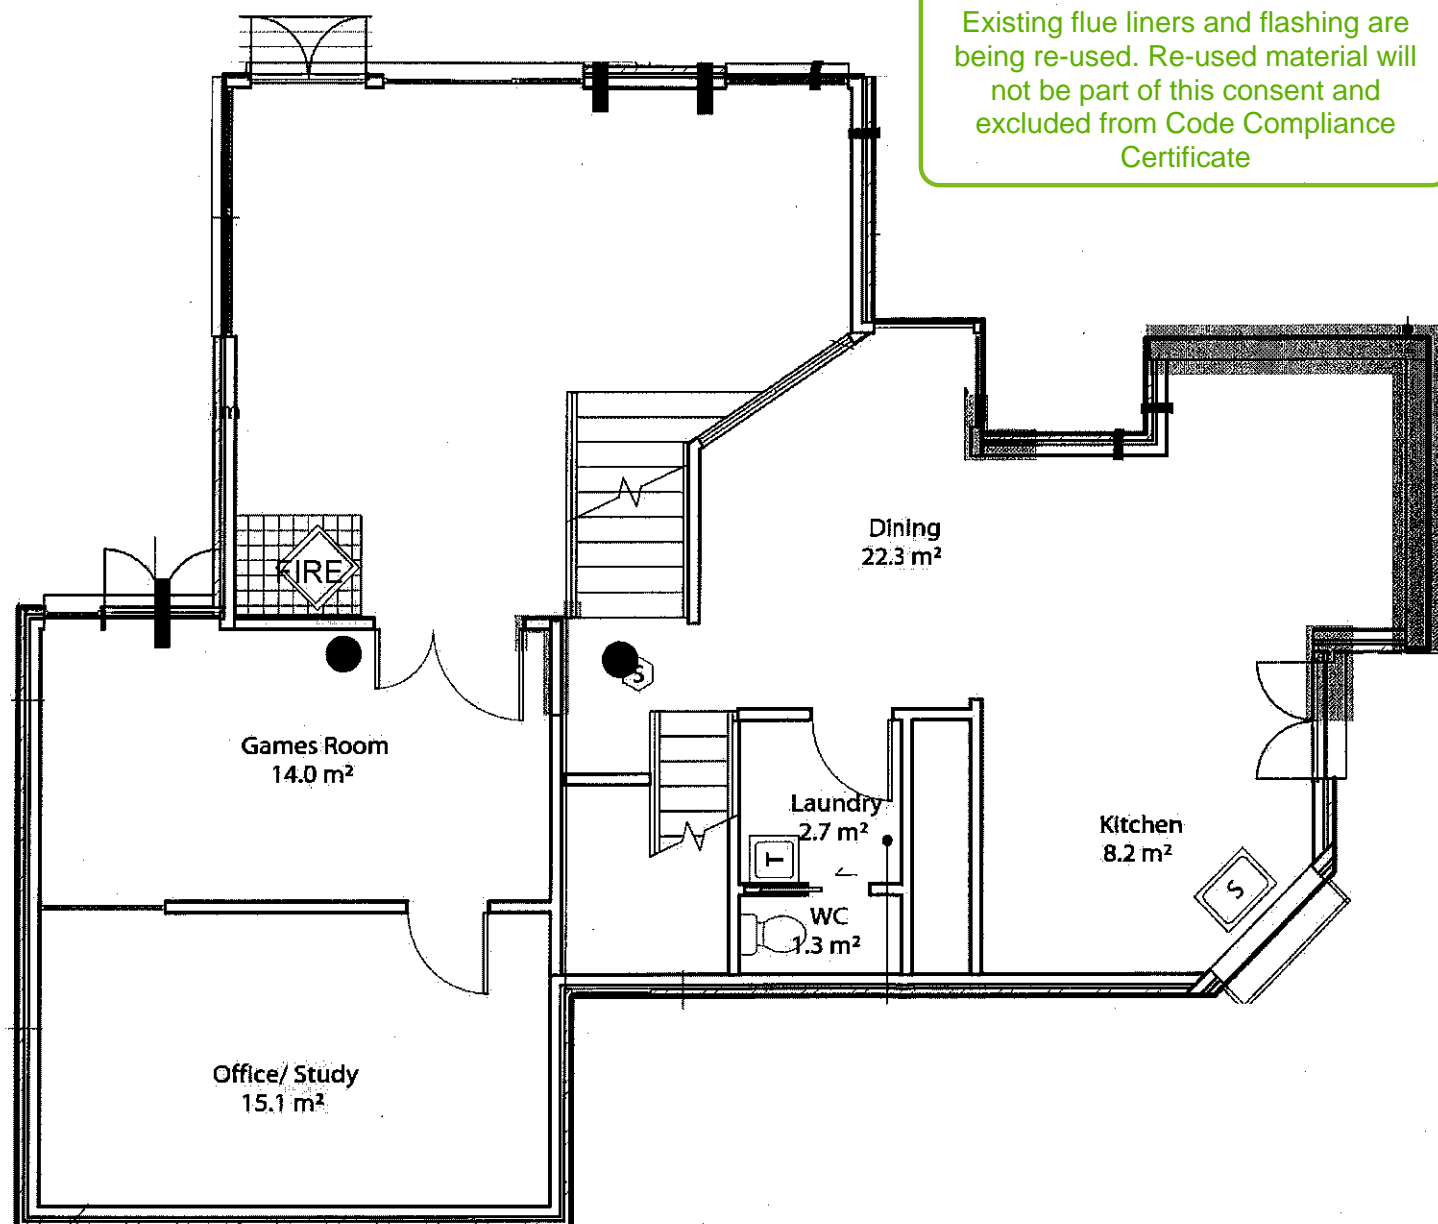 Existing flue liners and flashing are
being re-used. Re-used material will
not be part of this consent and
excluded from Code Compliance
Certificate
m
FIRE
Dining
22.3 m²
S
Games Room
14.0 m²
Laundry
2.7 m²
T
Kitchen
8.2 m²
S
WC
1.3 m²
Office/ Study
15.1 m²